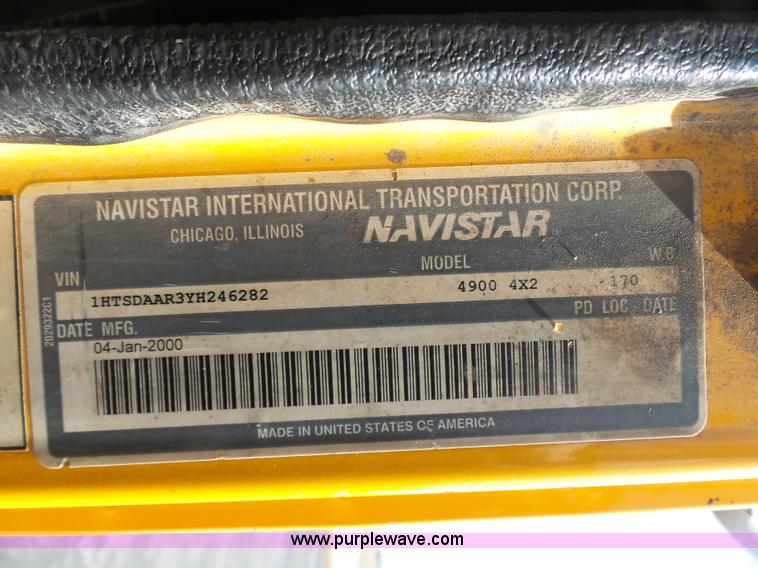 NAVISTAR INTERNATIONAL TRANSPORTATION CORP.
CHICAGO, ILLINOIS NAVISTAR
VIN MODEL W.B.
1HTSDAAR3YH246282 4900 4X2 170
DATE MFG. PD LOC DATE
04-Jan-2000
MADE IN UNITED STATES OF AMERICA
2029322C1
www.purplewave.com